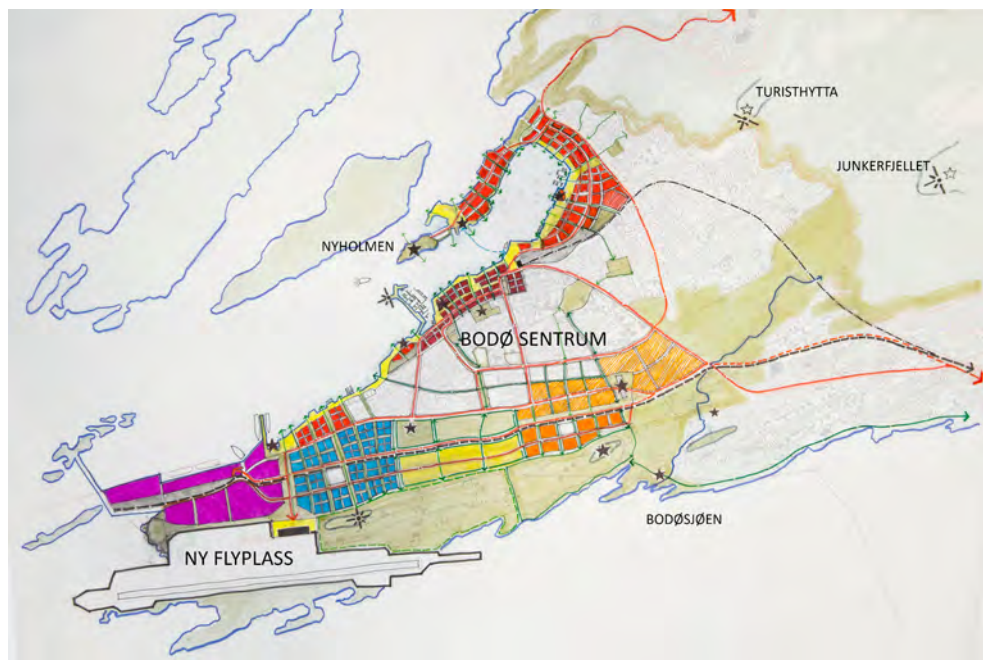 TURISTHYTTA
JUNKERFJELLET
NYHOLMEN
BODØ SENTRUM
BODØSJØEN
NY FLYPLASS